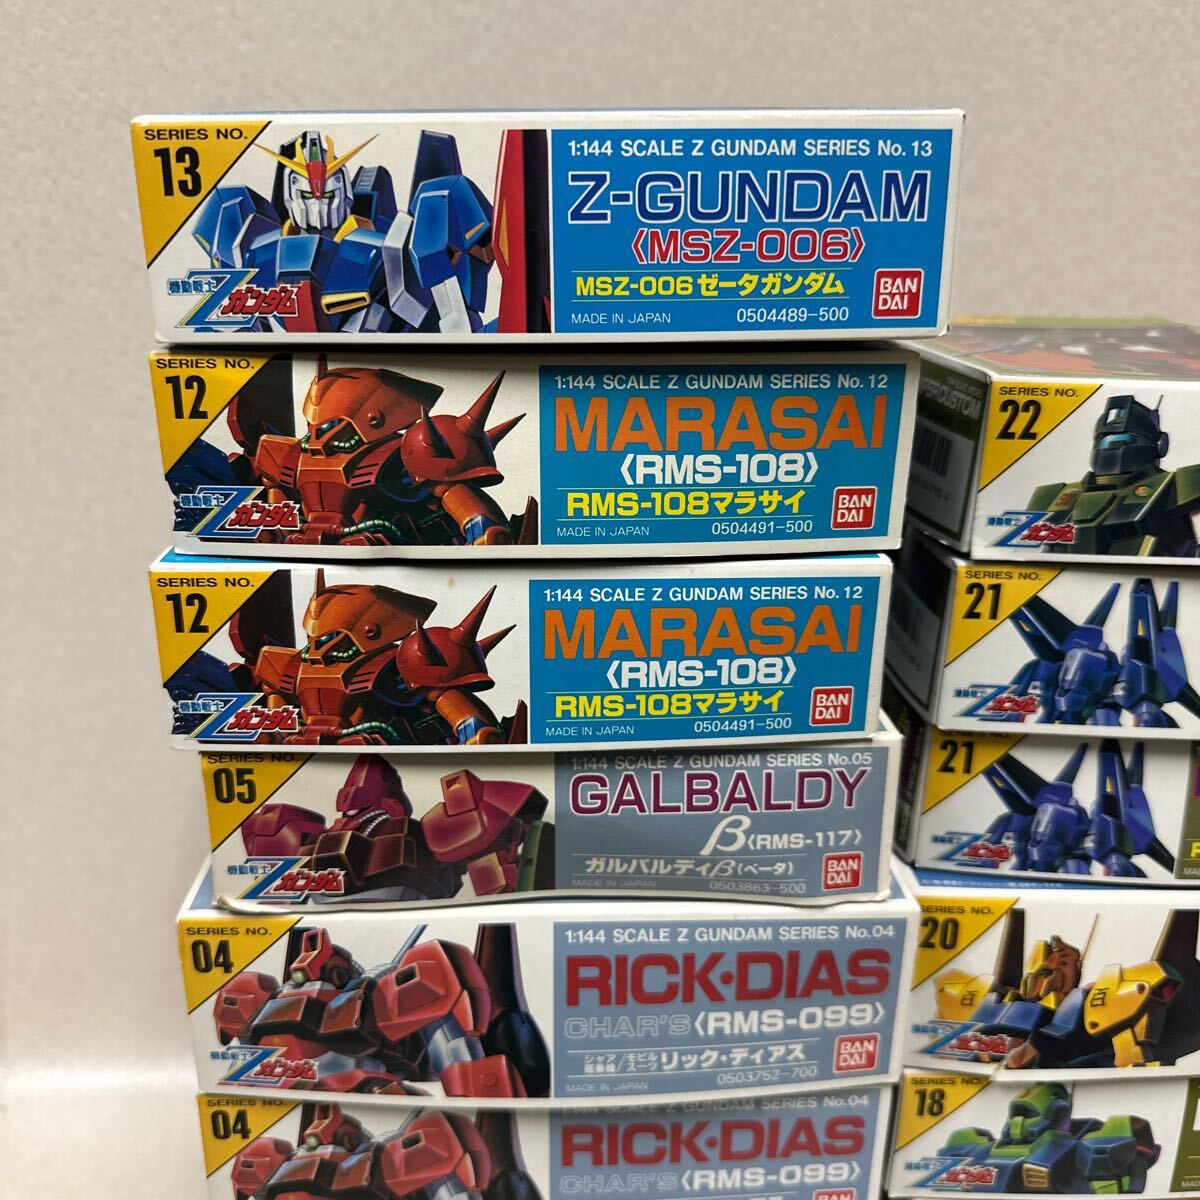 SERIES NO.
13
機動戦士
Z
ガンダム
1:144 SCALE Z GUNDAM SERIES No. 13
Z-GUNDAM
〈MSZ-006〉
MSZ-006 ゼータガンダム
MADE IN JAPAN
0504489-500
BAN
DAI
SERIES NO.
12
機動戦士
Z
ガンダム
1:144 SCALE Z GUNDAM SERIES No. 12
MARASAI
〈RMS-108〉
RMS-108マラサイ
MADE IN JAPAN
0504491-500
BAN
DAI
SERIES NO.
12
機動戦士
Z
ガンダム
1:144 SCALE Z GUNDAM SERIES No. 12
MARASAI
〈RMS-108〉
RMS-108マラサイ
MADE IN JAPAN
0504491-500
BAN
DAI
SERIES NO.
05
機動戦士
Z
ガンダム
1:144 SCALE Z GUNDAM SERIES No.05
GALBALDY
β〈RMS-117〉
ガルバルディβ(ベータ)
MADE IN JAPAN
0503863-500
BAN
DAI
SERIES NO.
04
機動戦士
Z
ガンダム
1:144 SCALE Z GUNDAM SERIES No.04
RICK・DIAS
CHAR'S〈RMS-099〉
シャア搭乗機/モビルスーツ リック・ディアス
MADE IN JAPAN
0503752-700
BAN
DAI
SERIES NO.
04
1:144 SCALE Z GUNDAM SERIES No.04
RICK・DIAS
CHAR'S〈RMS-099〉
BAN
SERIES NO.
22
機動戦士
Z
ガンダム
SERIES NO.
21
機動戦士
Z
ガンダム
SERIES NO.
21
機動戦士
Z
ガンダム
SERIES NO.
20
百
百
機動戦士
Z
ガンダム
SERIES NO.
18
機動戦士
Z
ガンダム